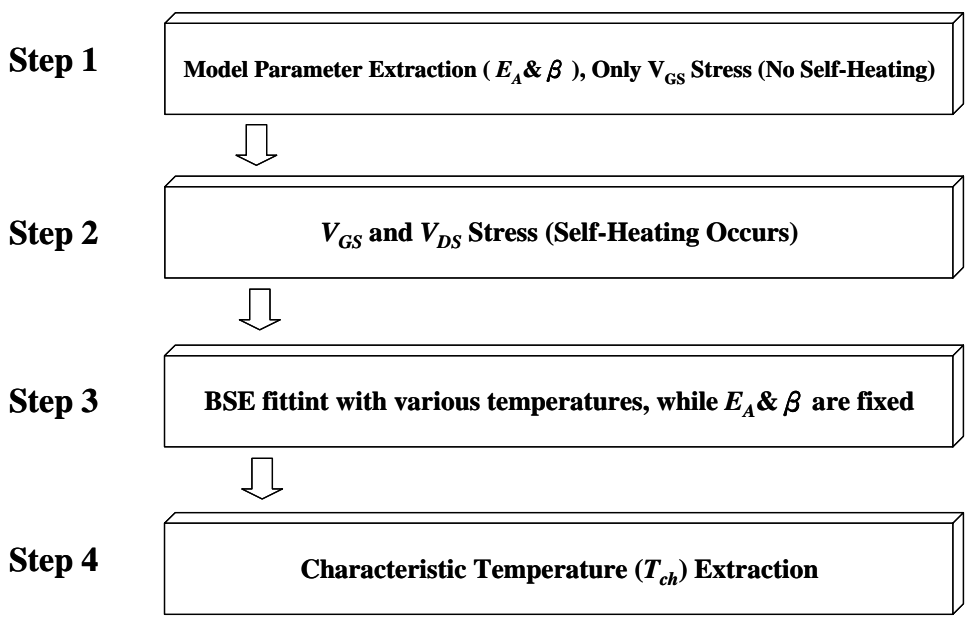 Step 1
Model Parameter Extraction ( E_A & β ), Only V_GS Stress (No Self-Heating)
Step 2
V_GS and V_DS Stress (Self-Heating Occurs)
Step 3
BSE fittint with various temperatures, while E_A & β are fixed
Step 4
Characteristic Temperature (T_ch) Extraction